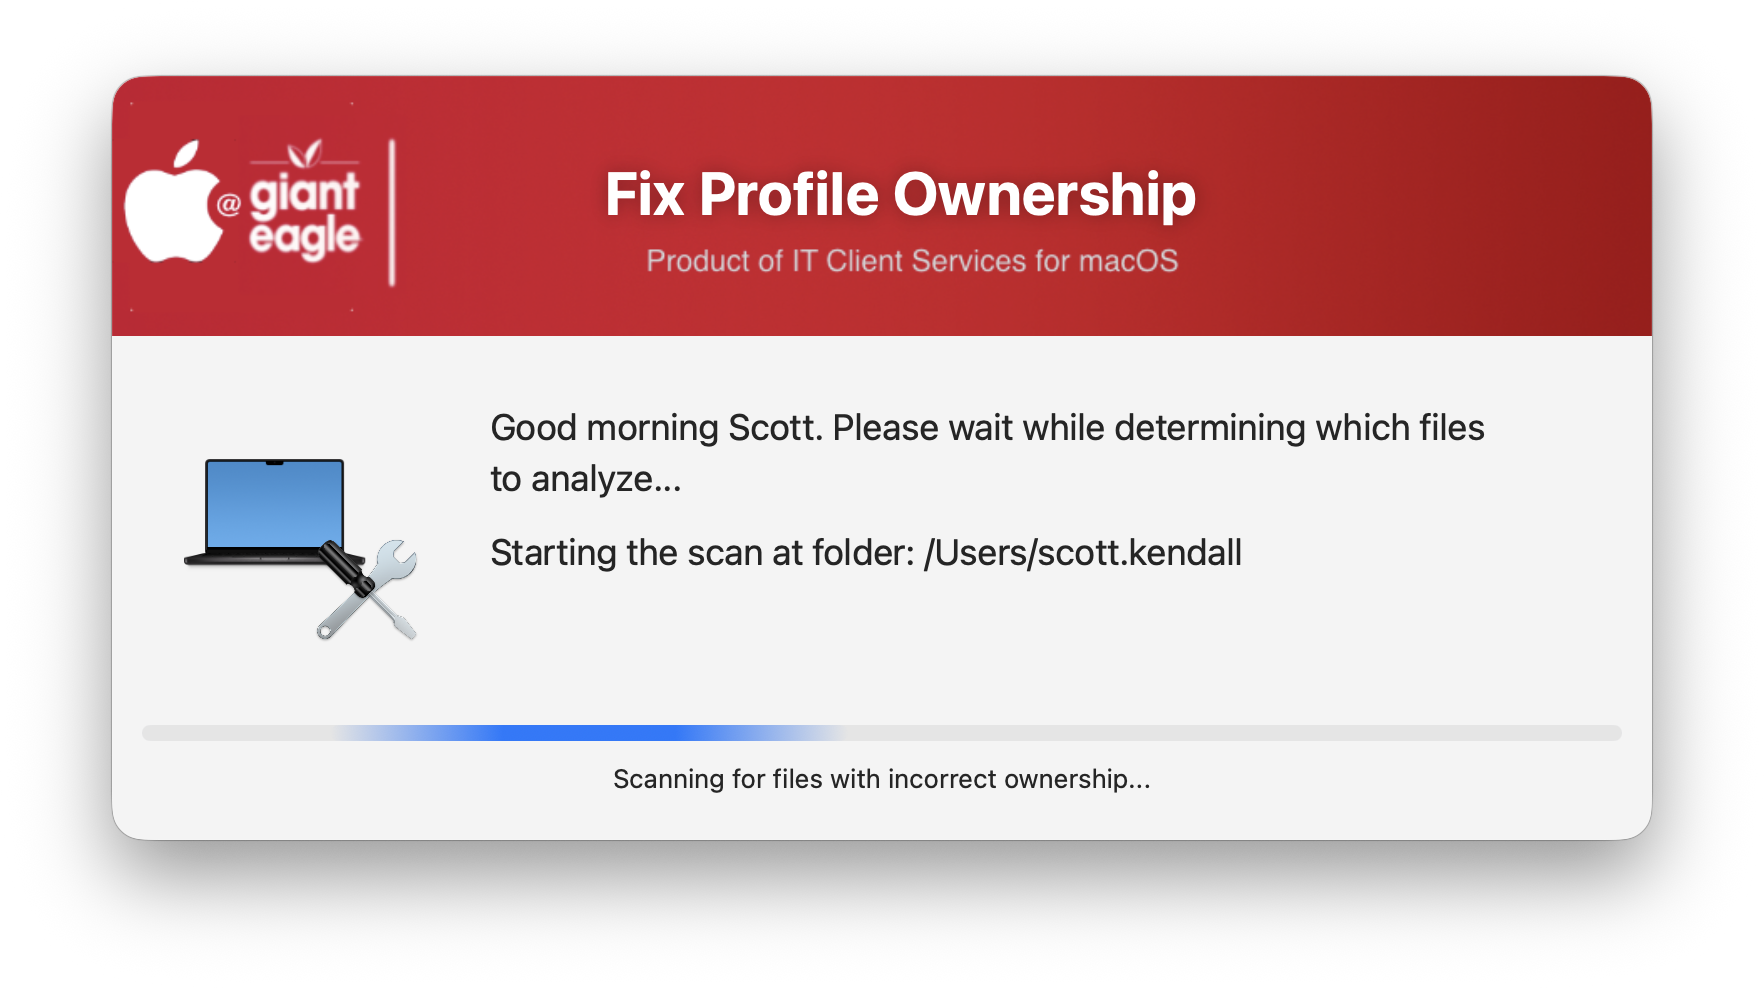 @ giant
eagle
Fix Profile Ownership
Product of IT Client Services for macOS
Good morning Scott. Please wait while determining which files
to analyze...
Starting the scan at folder: /Users/scott.kendall
Scanning for files with incorrect ownership...